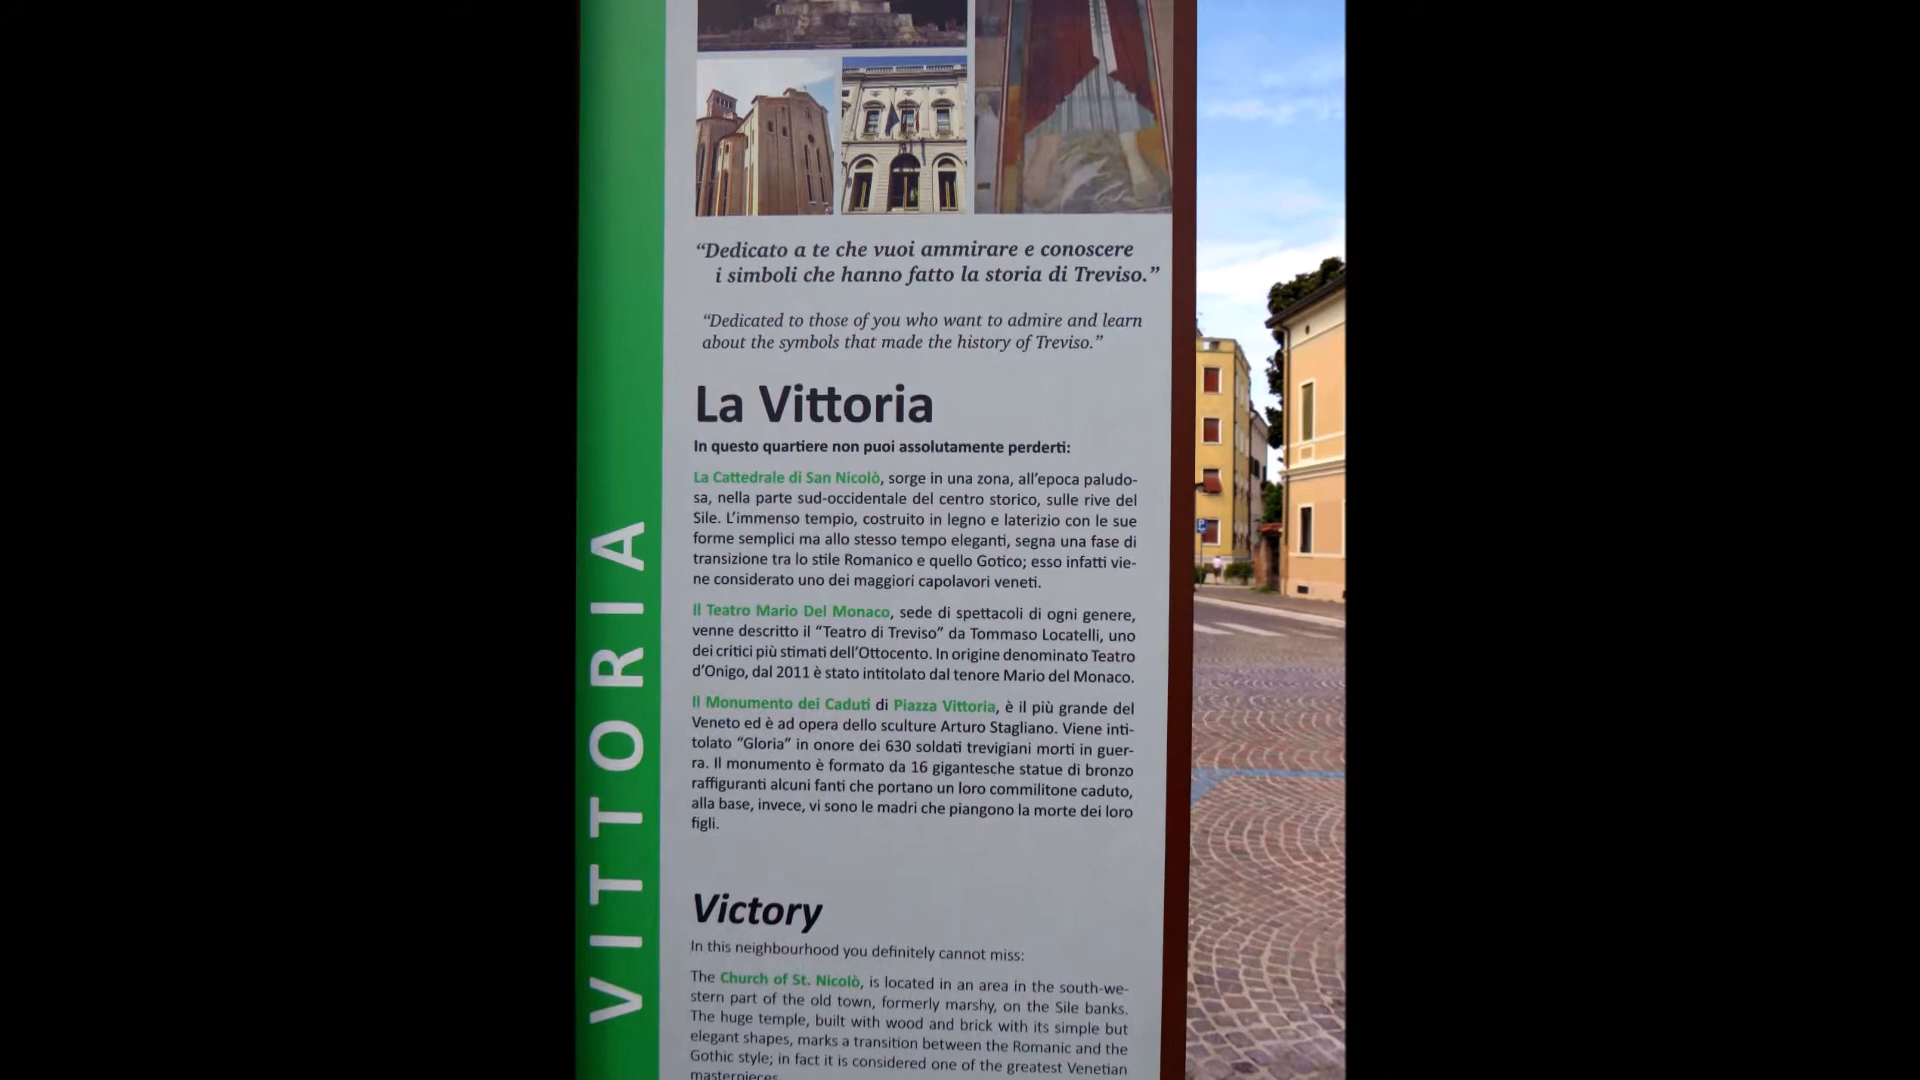 VITTORIA
“Dedicato a te che vuoi ammirare e conoscere
i simboli che hanno fatto la storia di Treviso.”
“Dedicated to those of you who want to admire and learn
about the symbols that made the history of Treviso.”
La Vittoria
In questo quartiere non puoi assolutamente perderti:
La Cattedrale di San Nicolò, sorge in una zona, all’epoca paludo-
sa, nella parte sud-occidentale del centro storico, sulle rive del
Sile. L’immenso tempio, costruito in legno e laterizio con le sue
forme semplici ma allo stesso tempo eleganti, segna una fase di
transizione tra lo stile Romanico e quello Gotico; esso infatti vie-
ne considerato uno dei maggiori capolavori veneti.
Il Teatro Mario Del Monaco, sede di spettacoli di ogni genere,
venne descritto il “Teatro di Treviso” da Tommaso Locatelli, uno
dei critici più stimati dell’Ottocento. In origine denominato Teatro
d’Onigo, dal 2011 è stato intitolato dal tenore Mario del Monaco.
Il Monumento dei Caduti di Piazza Vittoria, è il più grande del
Veneto ed è ad opera dello sculture Arturo Stagliano. Viene inti-
tolato “Gloria” in onore dei 630 soldati trevigiani morti in guer-
ra. Il monumento è formato da 16 gigantesche statue di bronzo
raffiguranti alcuni fanti che portano un loro commilitone caduto,
alla base, invece, vi sono le madri che piangono la morte dei loro
figli.
Victory
In this neighbourhood you definitely cannot miss:
The Church of St. Nicolò, is located in an area in the south-we-
stern part of the old town, formerly marshy, on the Sile banks.
The huge temple, built with wood and brick with its simple but
elegant shapes, marks a transition between the Romanic and the
Gothic style; in fact it is considered one of the greatest Venetian
masterpieces.
P